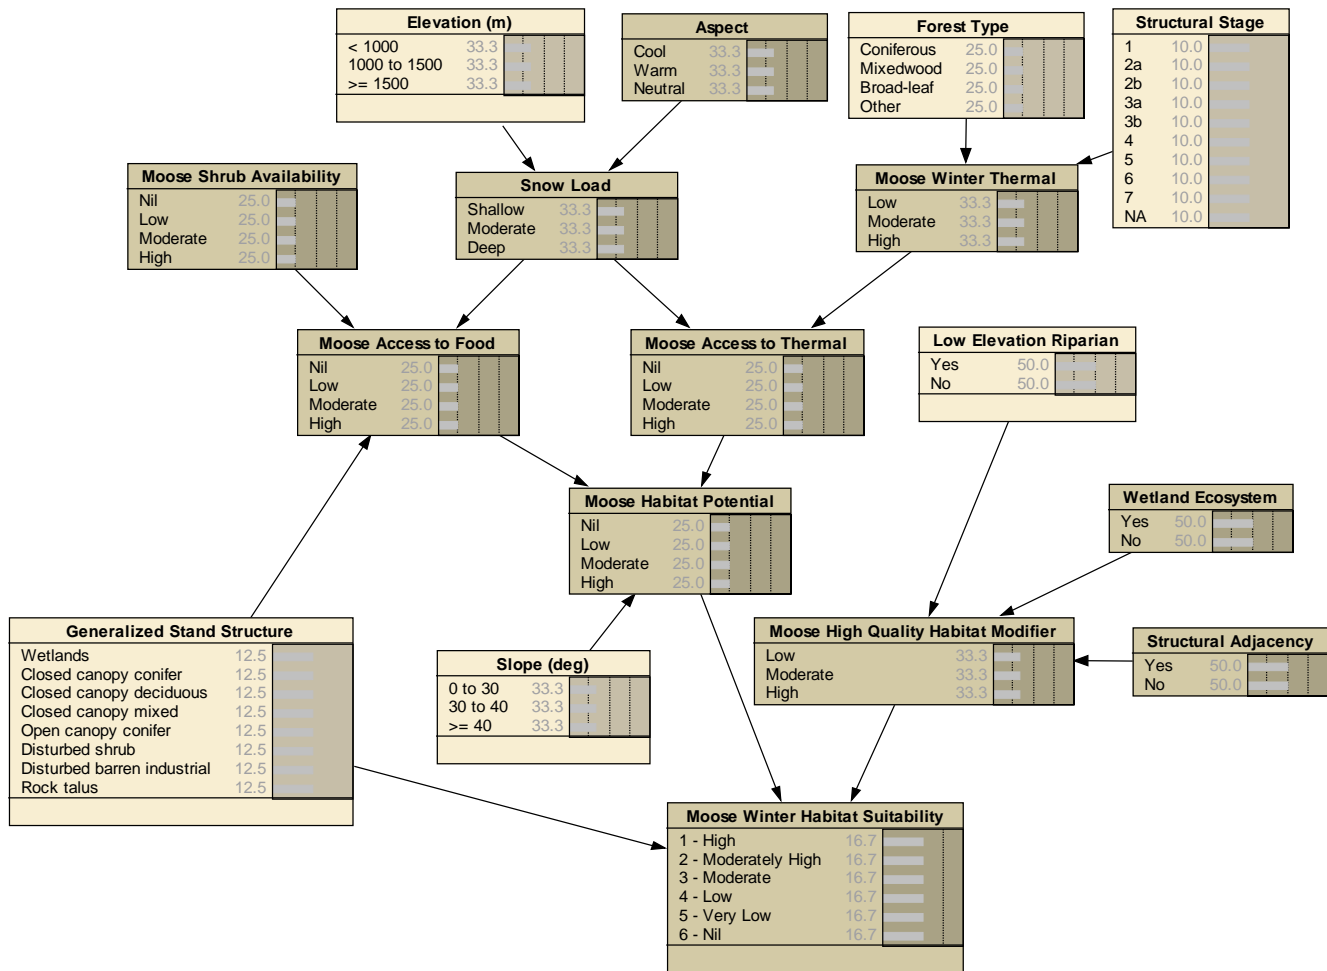 Elevation (m)
< 1000 33.3
1000 to 1500 33.3
>= 1500 33.3
Aspect
Cool 33.3
Warm 33.3
Neutral 33.3
Forest Type
Coniferous 25.0
Mixedwood 25.0
Broad-leaf 25.0
Other 25.0
Structural Stage
1 10.0
2a 10.0
2b 10.0
3a 10.0
3b 10.0
4 10.0
5 10.0
6 10.0
7 10.0
NA 10.0
Moose Shrub Availability
Nil 25.0
Low 25.0
Moderate 25.0
High 25.0
Snow Load
Shallow 33.3
Moderate 33.3
Deep 33.3
Moose Winter Thermal
Low 33.3
Moderate 33.3
High 33.3
Moose Access to Food
Nil 25.0
Low 25.0
Moderate 25.0
High 25.0
Moose Access to Thermal
Nil 25.0
Low 25.0
Moderate 25.0
High 25.0
Low Elevation Riparian
Yes 50.0
No 50.0
Moose Habitat Potential
Nil 25.0
Low 25.0
Moderate 25.0
High 25.0
Wetland Ecosystem
Yes 50.0
No 50.0
Generalized Stand Structure
Wetlands 12.5
Closed canopy conifer 12.5
Closed canopy deciduous 12.5
Closed canopy mixed 12.5
Open canopy conifer 12.5
Disturbed shrub 12.5
Disturbed barren industrial 12.5
Rock talus 12.5
Slope (deg)
0 to 30 33.3
30 to 40 33.3
>= 40 33.3
Moose High Quality Habitat Modifier
Low 33.3
Moderate 33.3
High 33.3
Structural Adjacency
Yes 50.0
No 50.0
Moose Winter Habitat Suitability
1 - High 16.7
2 - Moderately High 16.7
3 - Moderate 16.7
4 - Low 16.7
5 - Very Low 16.7
6 - Nil 16.7